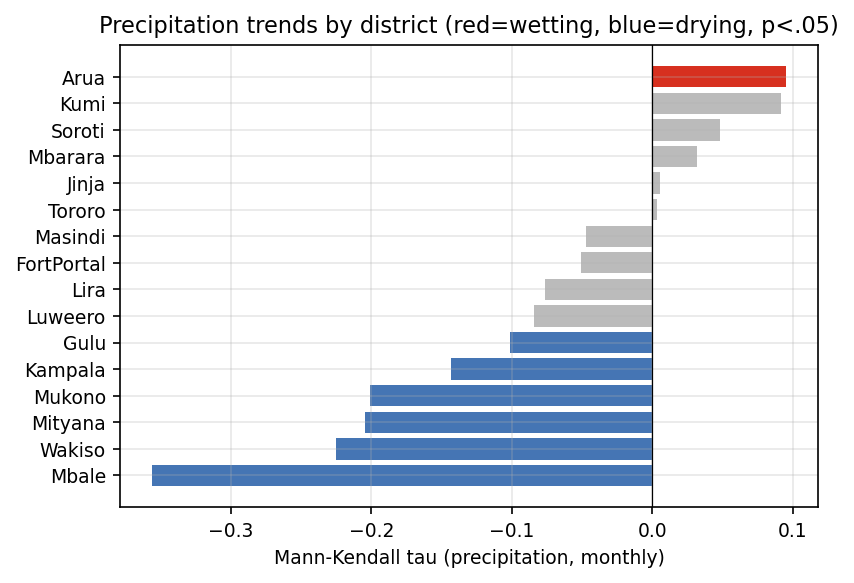 Precipitation trends by district (red=wetting, blue=drying, p<.05)
Arua
Kumi
Soroti
Mbarara
Jinja
Tororo
Masindi
FortPortal
Lira
Luweero
Gulu
Kampala
Mukono
Mityana
Wakiso
Mbale
−0.3 −0.2 −0.1 0.0 0.1
Mann-Kendall tau (precipitation, monthly)